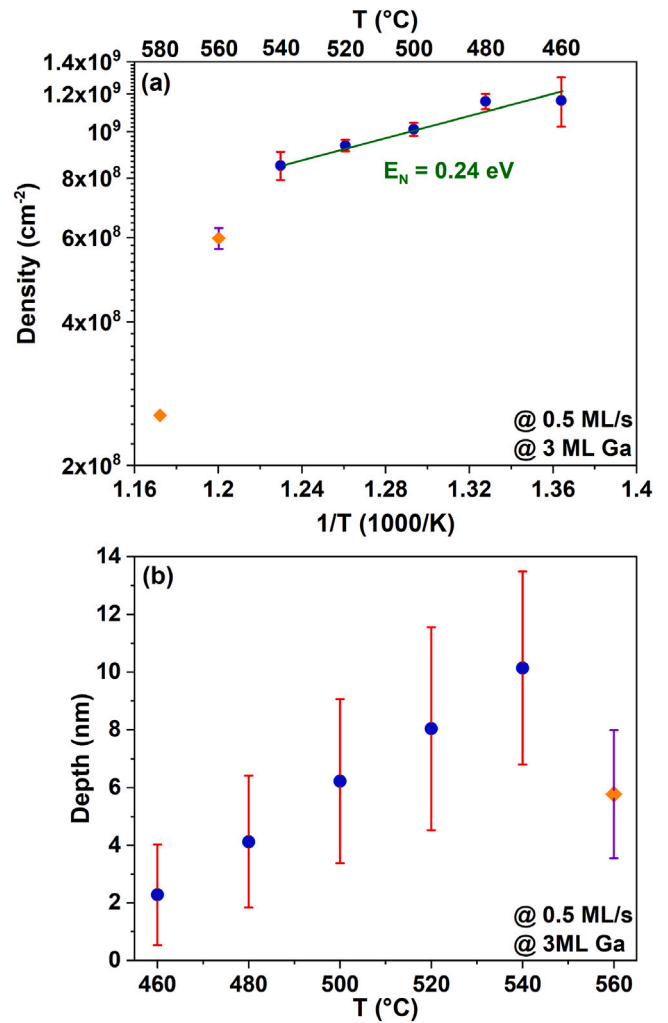 T (°C)
580 560 540 520 500 480 460
(a)
1.4x10⁹
1.2x10⁹
10⁹
8x10⁸
6x10⁸
4x10⁸
2x10⁸
Density (cm⁻²)
E_N = 0.24 eV
@ 0.5 ML/s
@ 3 ML Ga
1.16 1.2 1.24 1.28 1.32 1.36 1.4
1/T (1000/K)
(b)
14
12
10
8
6
4
2
0
Depth (nm)
@ 0.5 ML/s
@ 3ML Ga
460 480 500 520 540 560
T (°C)